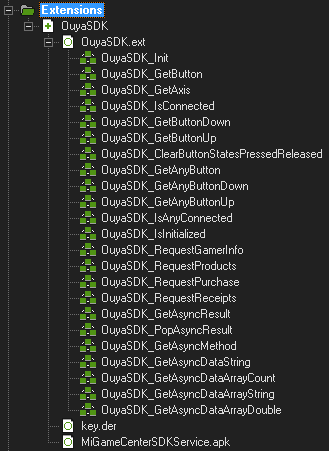 Extensions
OuyaSDK
OuyaSDK.ext
OuyaSDK_Init
OuyaSDK_GetButton
OuyaSDK_GetAxis
OuyaSDK_IsConnected
OuyaSDK_GetButtonDown
OuyaSDK_GetButtonUp
OuyaSDK_ClearButtonStatesPressedReleased
OuyaSDK_GetAnyButton
OuyaSDK_GetAnyButtonDown
OuyaSDK_GetAnyButtonUp
OuyaSDK_IsAnyConnected
OuyaSDK_IsInitialized
OuyaSDK_RequestGamerInfo
OuyaSDK_RequestProducts
OuyaSDK_RequestPurchase
OuyaSDK_RequestReceipts
OuyaSDK_GetAsyncResult
OuyaSDK_PopAsyncResult
OuyaSDK_GetAsyncMethod
OuyaSDK_GetAsyncDataString
OuyaSDK_GetAsyncDataArrayCount
OuyaSDK_GetAsyncDataArrayString
OuyaSDK_GetAsyncDataArrayDouble
key.der
MiGameCenterSDKService.apk